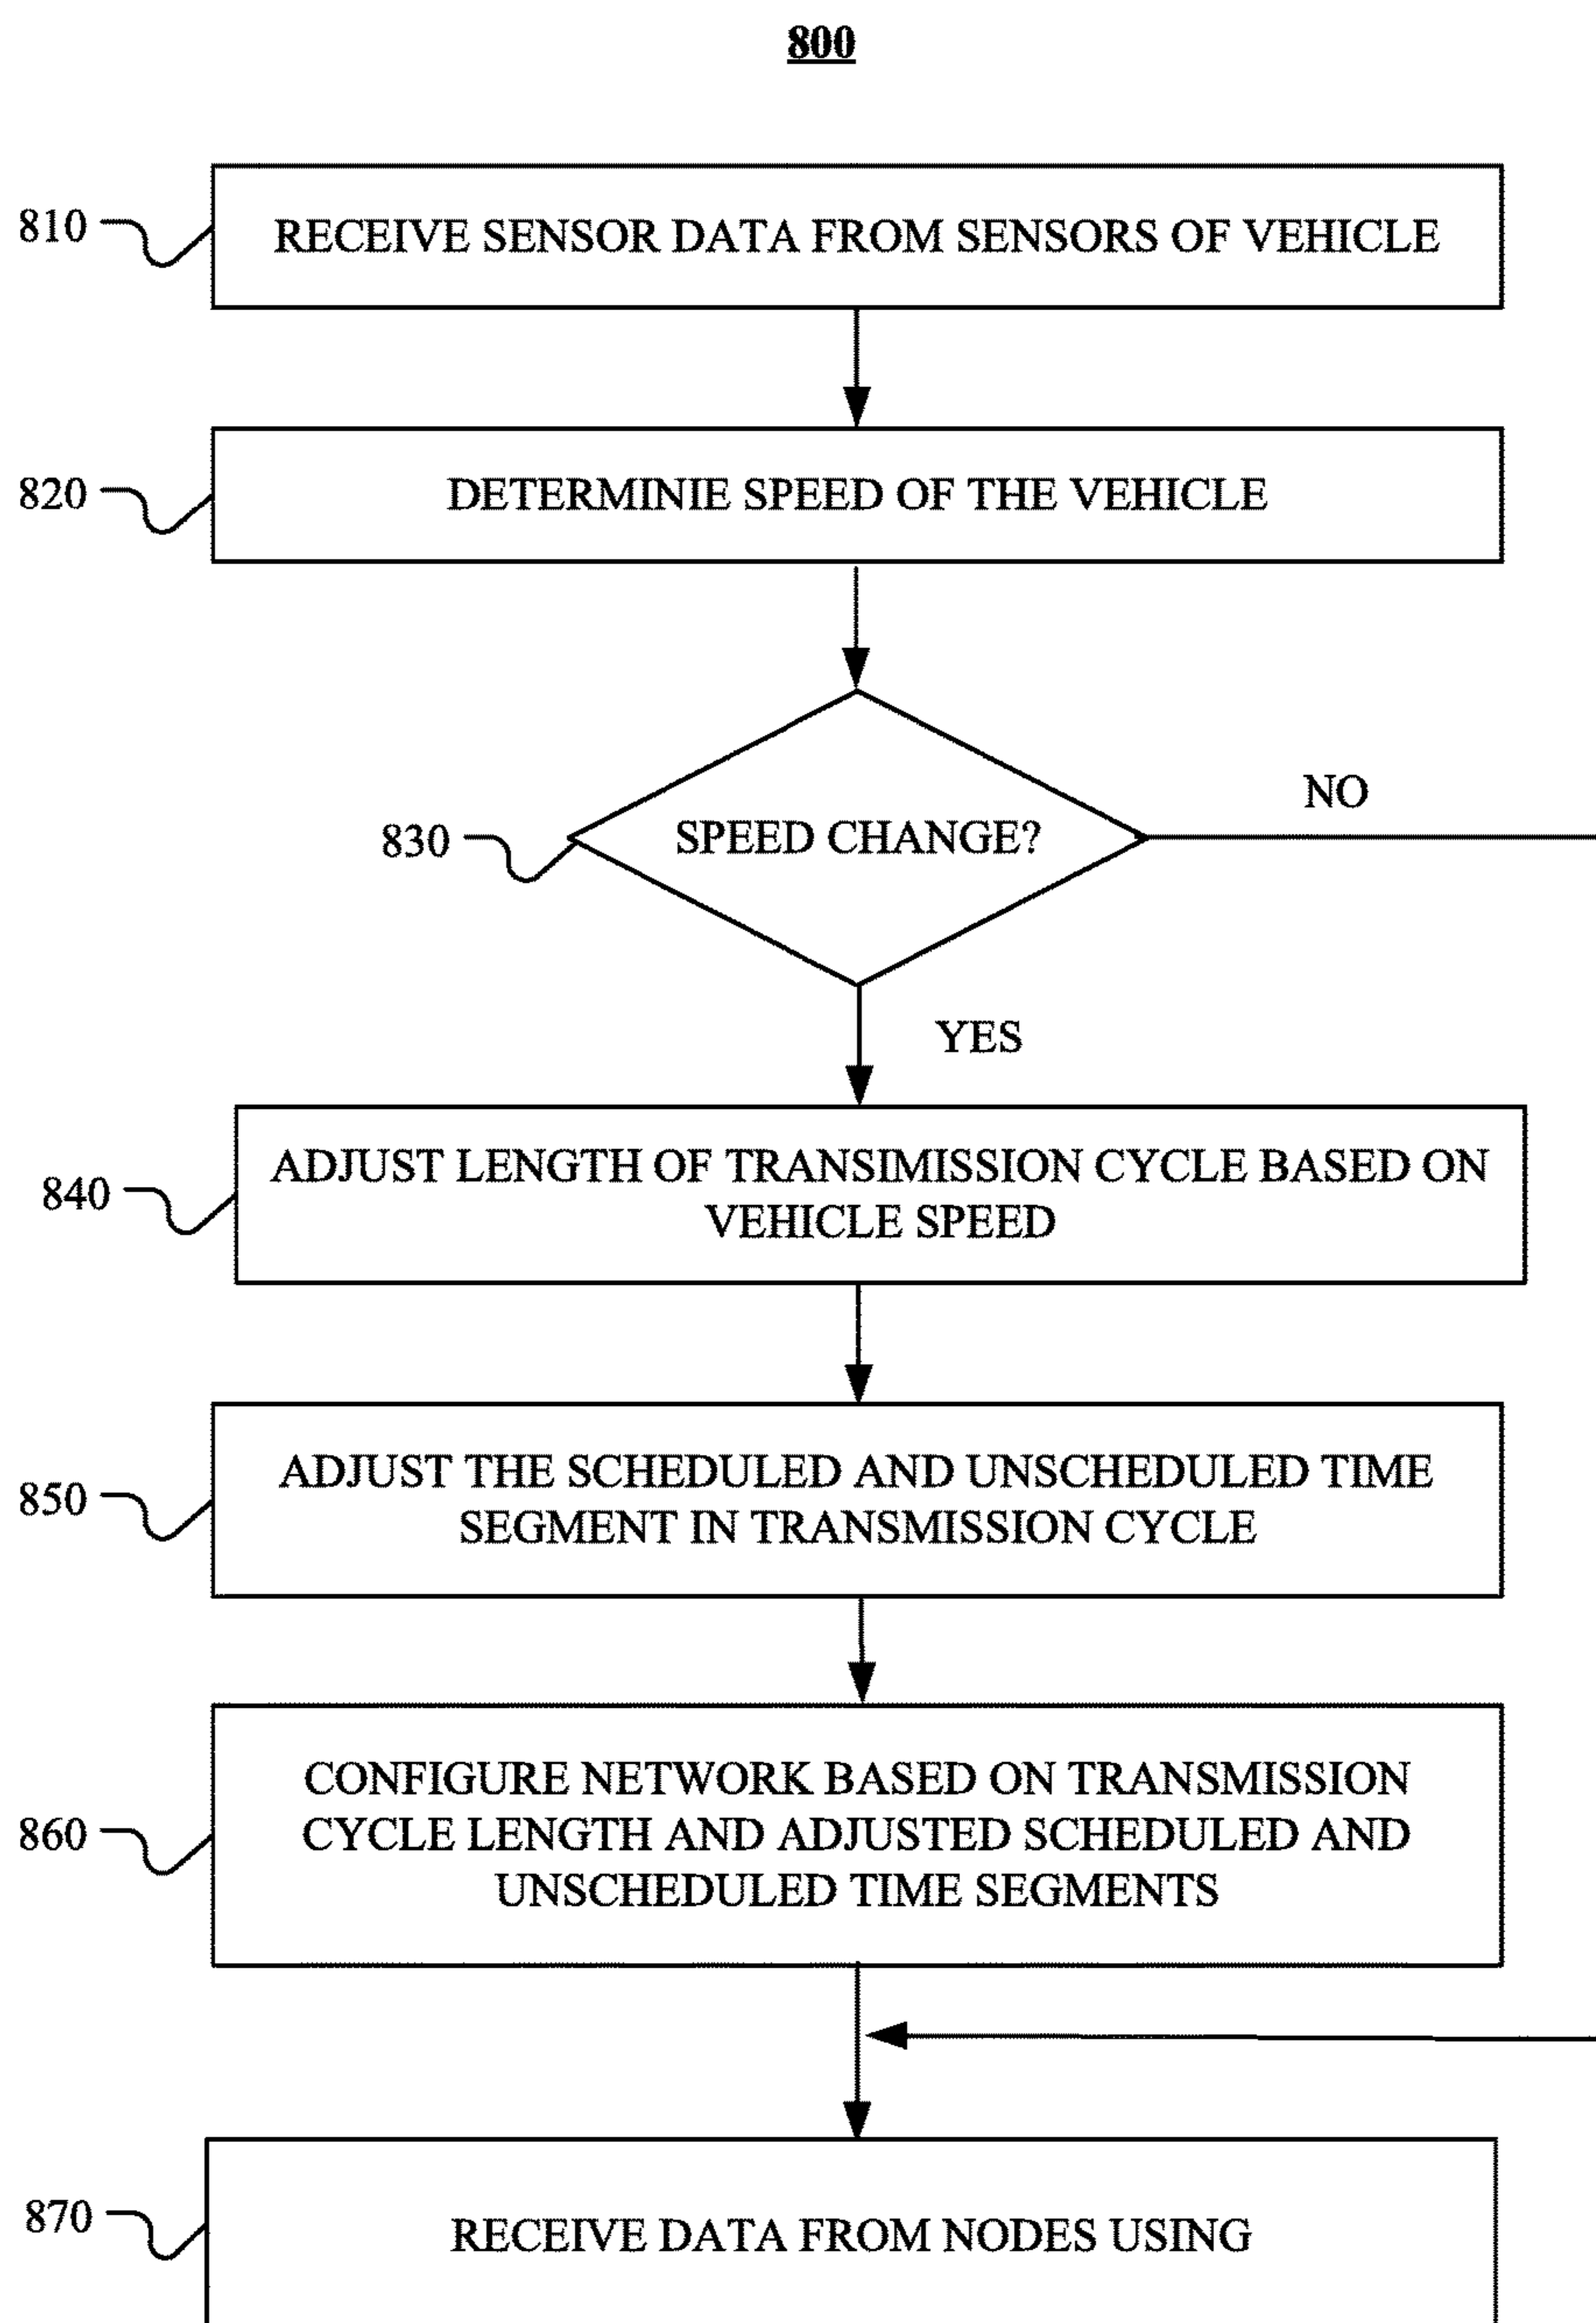 800
810
RECEIVE SENSOR DATA FROM SENSORS OF VEHICLE
820
DETERMINIE SPEED OF THE VEHICLE
830
SPEED CHANGE?
NO
YES
840
ADJUST LENGTH OF TRANSIMISSION CYCLE BASED ON
VEHICLE SPEED
850
ADJUST THE SCHEDULED AND UNSCHEDULED TIME
SEGMENT IN TRANSMISSION CYCLE
860
CONFIGURE NETWORK BASED ON TRANSMISSION
CYCLE LENGTH AND ADJUSTED SCHEDULED AND
UNSCHEDULED TIME SEGMENTS
870
RECEIVE DATA FROM NODES USING